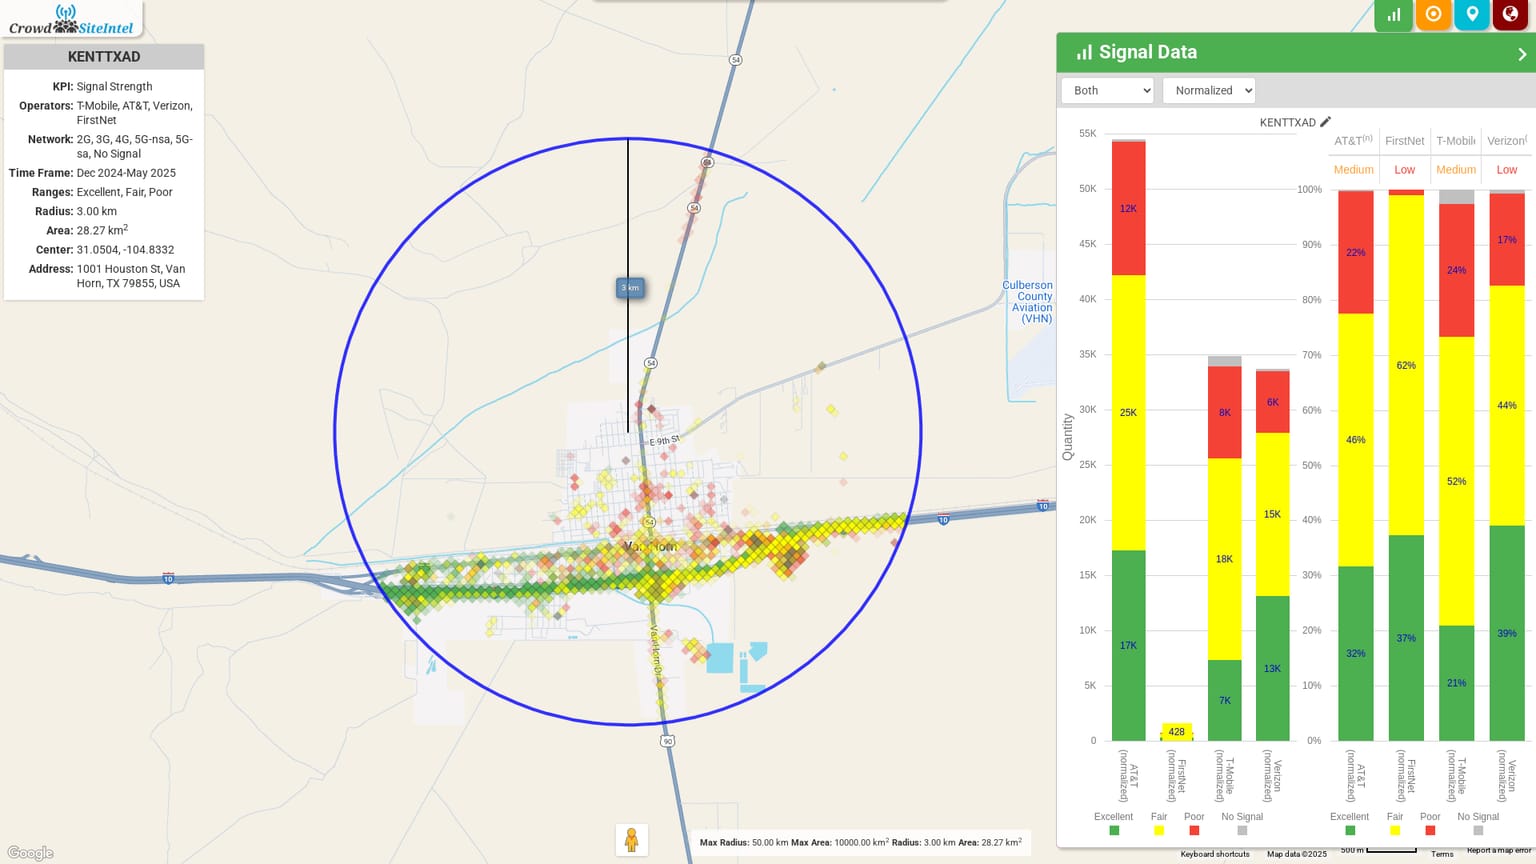 CrowdSiteIntel
KENTTXAD
KPI: Signal Strength
Operators: T-Mobile, AT&T, Verizon,
FirstNet
Network: 2G, 3G, 4G, 5G-nsa, 5G-
sa, No Signal
Time Frame: Dec 2024-May 2025
Ranges: Excellent, Fair, Poor
Radius: 3.00 km
Area: 28.27 km²
Center: 31.0504, -104.8332
Address: 1001 Houston St, Van
Horn, TX 79855, USA
54
54
54
3 km
54
E 9th St
54
Van Horn
Van Horn Dr
10
10
10
90
Culberson
County
Aviation
(VHN)
Google
Max Radius: 50.00 km Max Area: 10000.00 km² Radius: 3.00 km Area: 28.27 km²
Signal Data
Both
Normalized
KENTTXAD
55K
50K
45K
40K
35K
30K
25K
20K
15K
10K
5K
0
Quantity
12K
25K
17K
428
8K
18K
7K
6K
15K
13K
AT&T (normalized)
FirstNet (normalized)
T-Mobile (normalized)
Verizon (normalized)
Excellent Fair Poor No Signal
AT&T(n) FirstNet T-Mobile Verizon(
Medium Low Medium Low
100%
90%
80%
70%
60%
50%
40%
30%
20%
10%
0%
22%
46%
32%
62%
37%
24%
52%
21%
17%
44%
39%
AT&T (normalized)
FirstNet (normalized)
T-Mobile (normalized)
Verizon (normalized)
Excellent Fair Poor No Signal
Keyboard shortcuts Map data ©2025 500 m Terms Report a map error